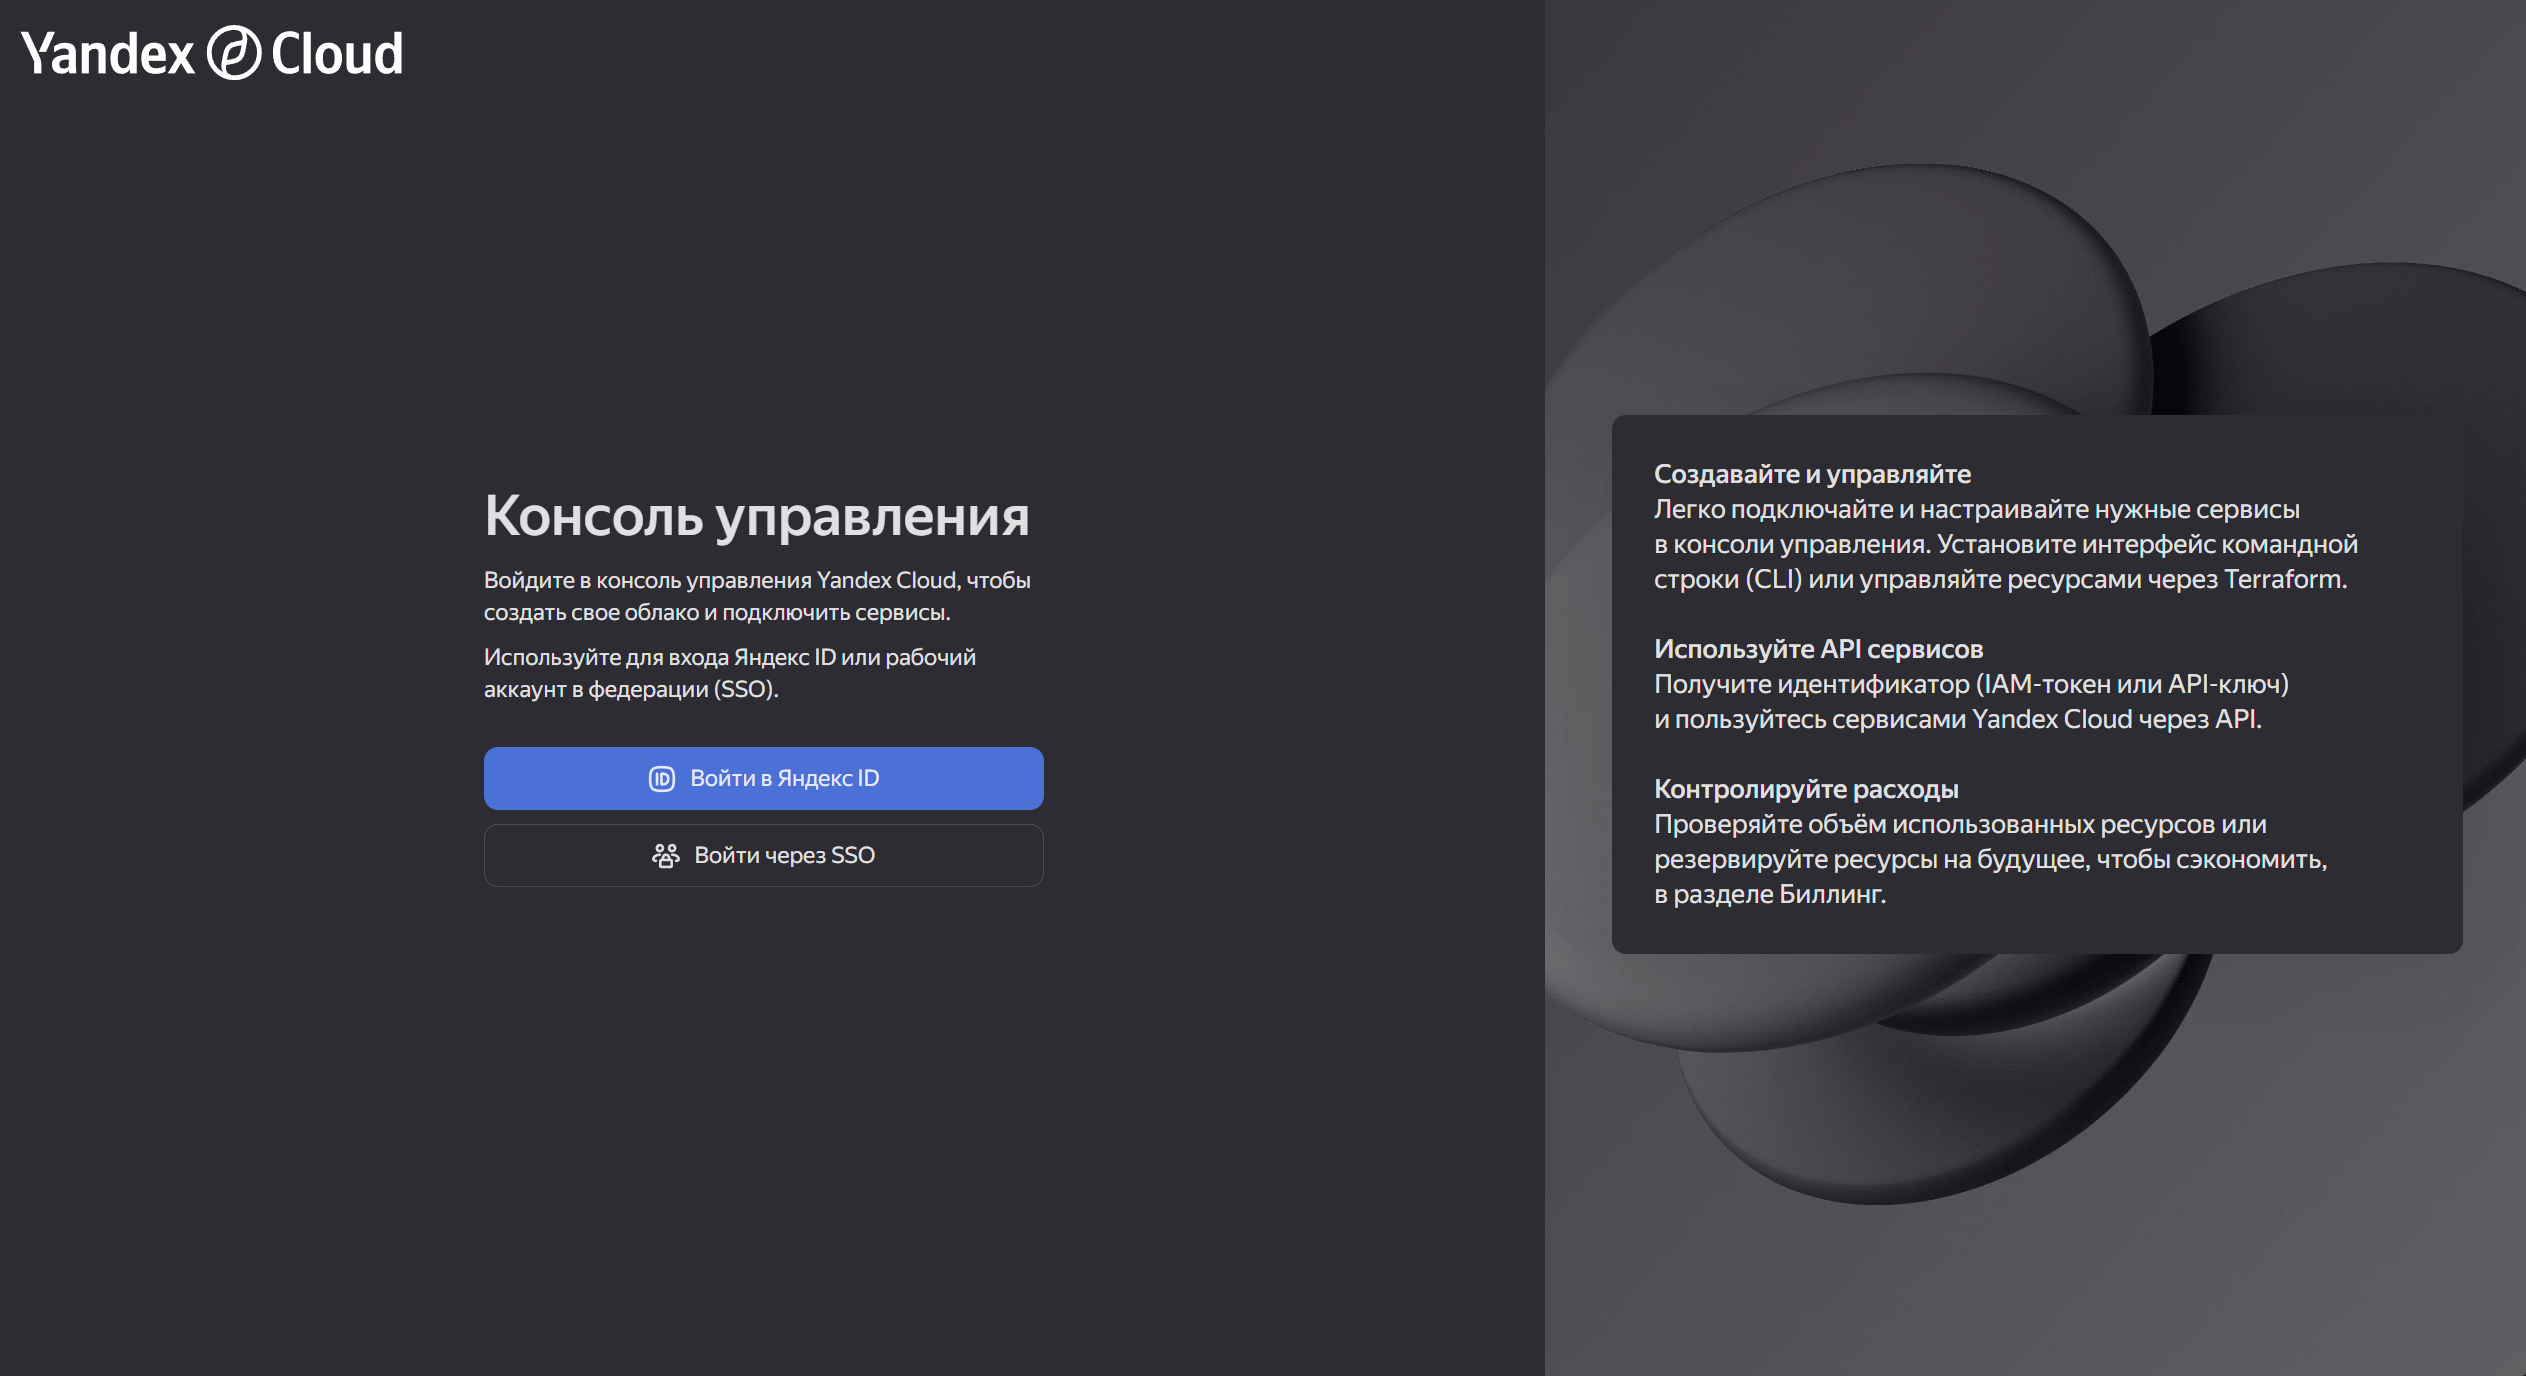 Yandex Cloud
Консоль управления
Войдите в консоль управления Yandex Cloud, чтобы
создать свое облако и подключить сервисы.
Используйте для входа Яндекс ID или рабочий
аккаунт в федерации (SSO).
Войти в Яндекс ID
Войти через SSO
Создавайте и управляйте
Легко подключайте и настраивайте нужные сервисы
в консоли управления. Установите интерфейс командной
строки (CLI) или управляйте ресурсами через Terraform.
Используйте API сервисов
Получите идентификатор (IAM-токен или API-ключ)
и пользуйтесь сервисами Yandex Cloud через API.
Контролируйте расходы
Проверяйте объём использованных ресурсов или
резервируйте ресурсы на будущее, чтобы сэкономить,
в разделе Биллинг.